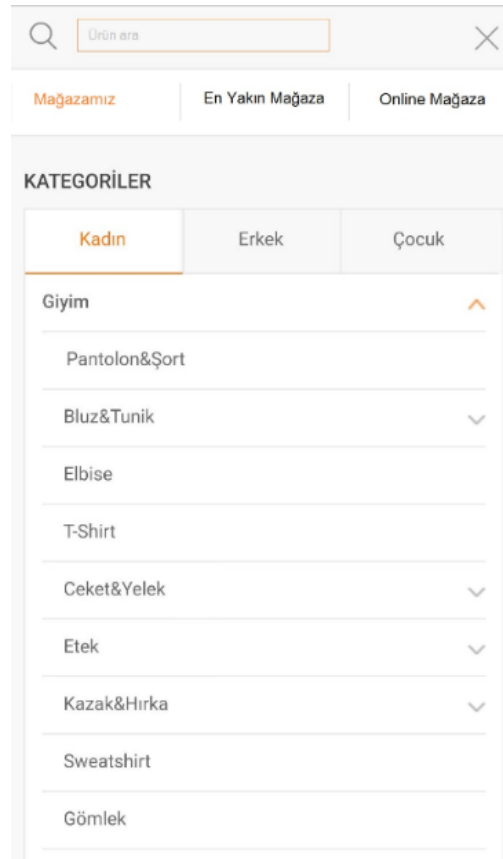 Ürün ara
Mağazamız En Yakın Mağaza Online Mağaza
KATEGORİLER
Kadın Erkek Çocuk
Giyim
Pantolon&Şort
Bluz&Tunik
Elbise
T-Shirt
Ceket&Yelek
Etek
Kazak&Hırka
Sweatshirt
Gömlek